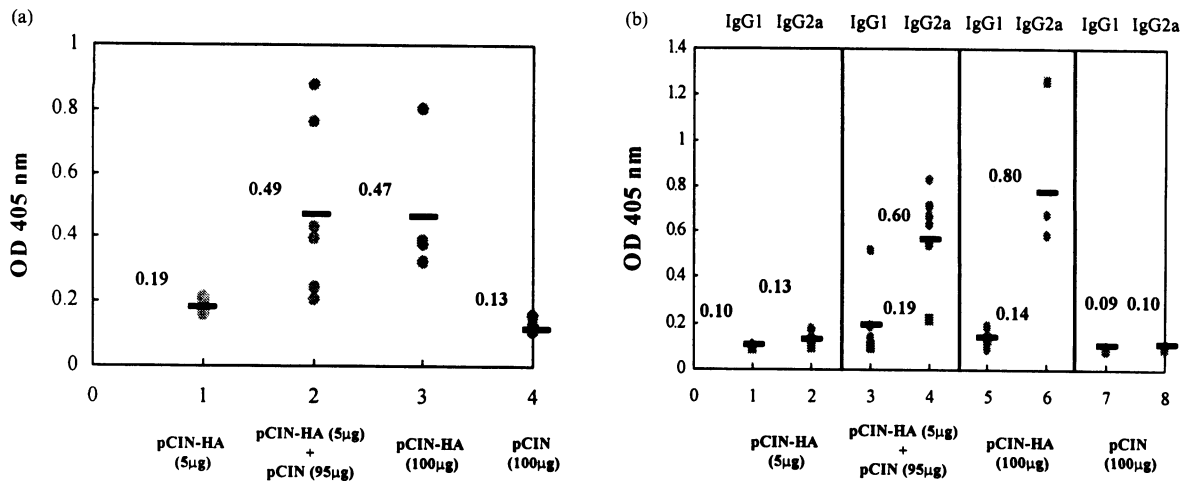 (a)
OD 405 nm
1
0.8
0.6
0.4
0.2
0
0.19
0.49
0.47
0.13
0 1 2 3 4
pCIN-HA
(5µg)
pCIN-HA (5µg)
+
pCIN (95µg)
pCIN-HA
(100µg)
pCIN
(100µg)
(b)
IgG1 IgG2a IgG1 IgG2a IgG1 IgG2a IgG1 IgG2a
OD 405 nm
1.4
1.2
1
0.8
0.6
0.4
0.2
0
0.10
0.13
0.19
0.60
0.14
0.80
0.09
0.10
0 1 2 3 4 5 6 7 8
pCIN-HA
(5µg)
pCIN-HA (5µg)
+
pCIN (95µg)
pCIN-HA
(100µg)
pCIN
(100µg)